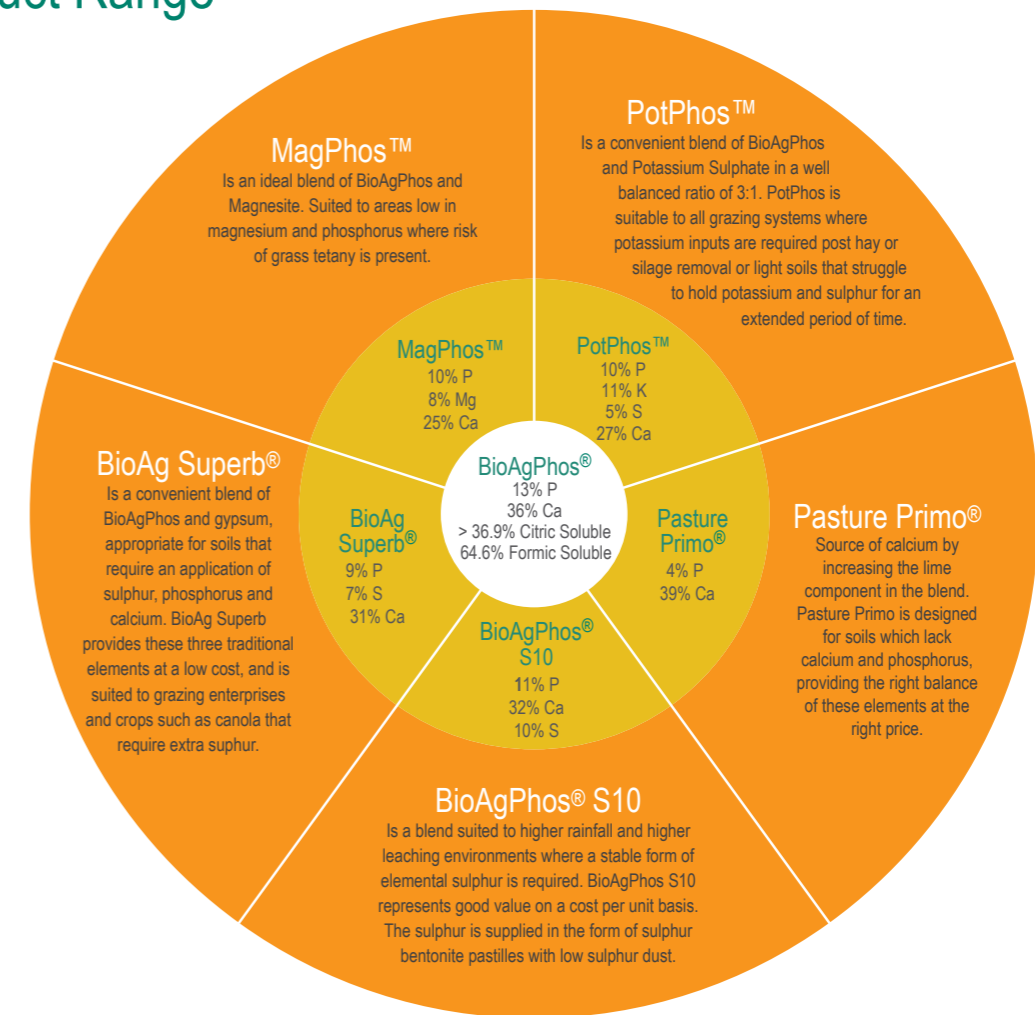 Range
MagPhos™
Is an ideal blend of BioAgPhos and
Magnesite. Suited to areas low in
magnesium and phosphorus where risk
of grass tetany is present.
PotPhos™
Is a convenient blend of BioAgPhos
and Potassium Sulphate in a well
balanced ratio of 3:1. PotPhos is
suitable to all grazing systems where
potassium inputs are required post hay or
silage removal or light soils that struggle
to hold potassium and sulphur for an
extended period of time.
MagPhos™
10% P
8% Mg
25% Ca
PotPhos™
10% P
11% K
5% S
27% Ca
BioAg Superb®
Is a convenient blend of
BioAgPhos and gypsum,
appropriate for soils that
require an application of
sulphur, phosphorus and
calcium. BioAg Superb
provides these three traditional
elements at a low cost, and is
suited to grazing enterprises
and crops such as canola that
require extra suphur.
BioAg
Superb®
9% P
7% S
31% Ca
BioAgPhos®
13% P
36% Ca
> 36.9% Citric Soluble
64.6% Formic Soluble
Pasture
Primo®
4% P
39% Ca
Pasture Primo®
Source of calcium by
increasing the lime
component in the blend.
Pasture Primo is designed
for soils which lack
calcium and phosphorus,
providing the right balance
of these elements at the
right price.
BioAgPhos®
S10
11% P
32% Ca
10% S
BioAgPhos® S10
Is a blend suited to higher rainfall and higher
leaching environments where a stable form of
elemental sulphur is required. BioAgPhos S10
represents good value on a cost per unit basis.
The sulphur is supplied in the form of sulphur
bentonite pastilles with low sulphur dust.